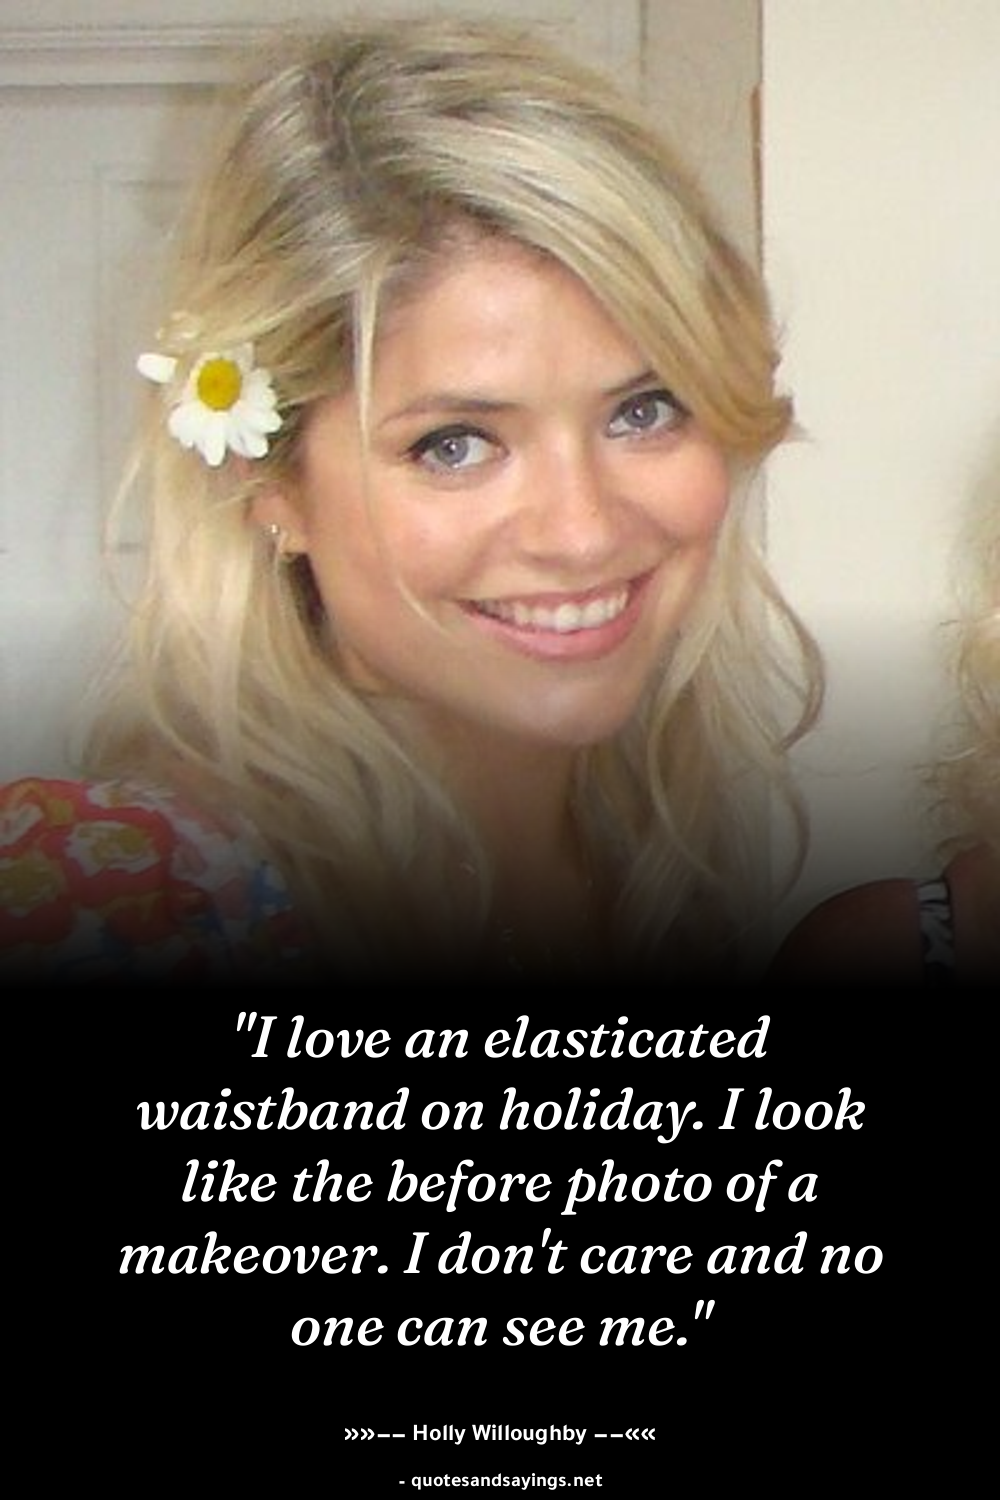 "I love an elasticated
waistband on holiday. I look
like the before photo of a
makeover. I don't care and no
one can see me."
»»–– Holly Willoughby ––««
- quotesandsayings.net